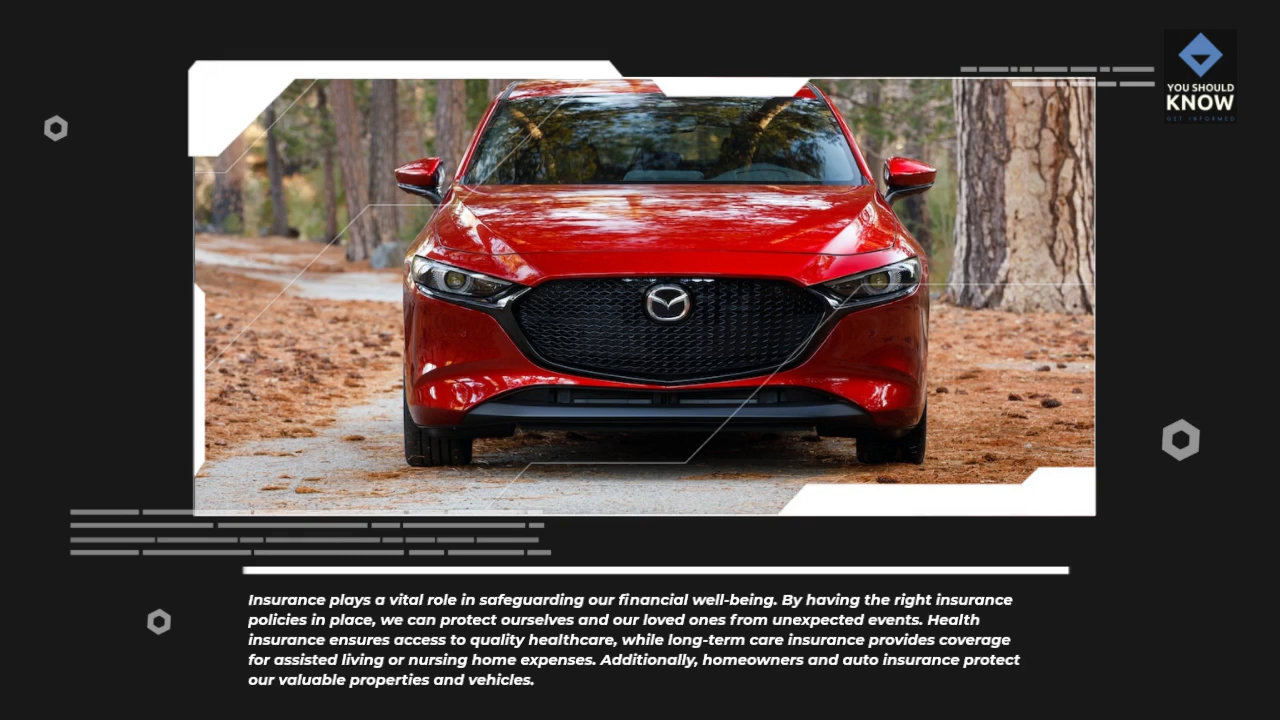 YOU SHOULD
KNOW
GET INFORMED
Insurance plays a vital role in safeguarding our financial well-being. By having the right insurance
policies in place, we can protect ourselves and our loved ones from unexpected events. Health
insurance ensures access to quality healthcare, while long-term care insurance provides coverage
for assisted living or nursing home expenses. Additionally, homeowners and auto insurance protect
our valuable properties and vehicles.